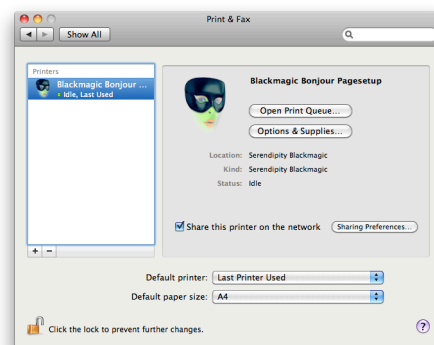 Print & Fax
Show All
Printers
Blackmagic Bonjour ...
Idle, Last Used
Blackmagic Bonjour Pagesetup
Open Print Queue...
Options & Supplies...
Location: Serendipity Blackmagic
Kind: Serendipity Blackmagic
Status: Idle
Share this printer on the network
Sharing Preferences...
+ −
Default printer: Last Printer Used
Default paper size: A4
Click the lock to prevent further changes.
?